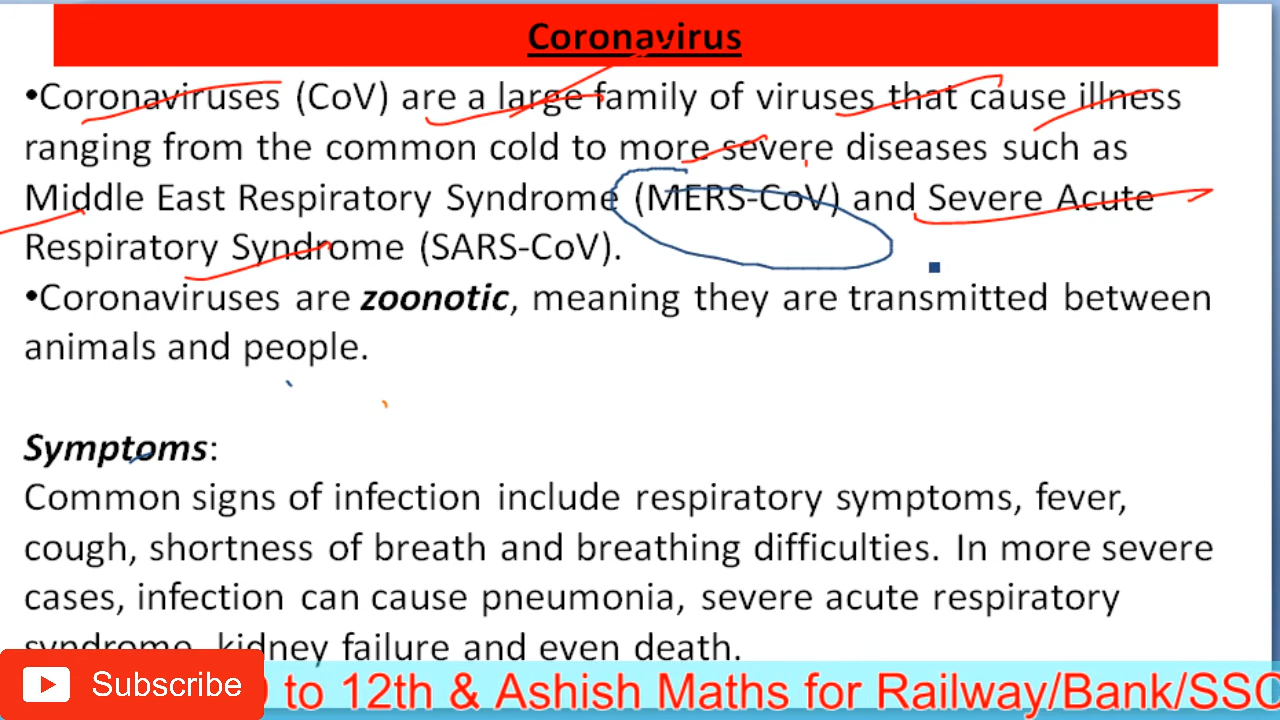 Coronavirus
•Coronaviruses (CoV) are a large family of viruses that cause illness
ranging from the common cold to more severe diseases such as
Middle East Respiratory Syndrome (MERS-CoV) and Severe Acute
Respiratory Syndrome (SARS-CoV).
•Coronaviruses are zoonotic, meaning they are transmitted between
animals and people.
Symptoms:
Common signs of infection include respiratory symptoms, fever,
cough, shortness of breath and breathing difficulties. In more severe
cases, infection can cause pneumonia, severe acute respiratory
syndrome, kidney failure and even death.
Subscribe
to 12th & Ashish Maths for Railway/Bank/SSC